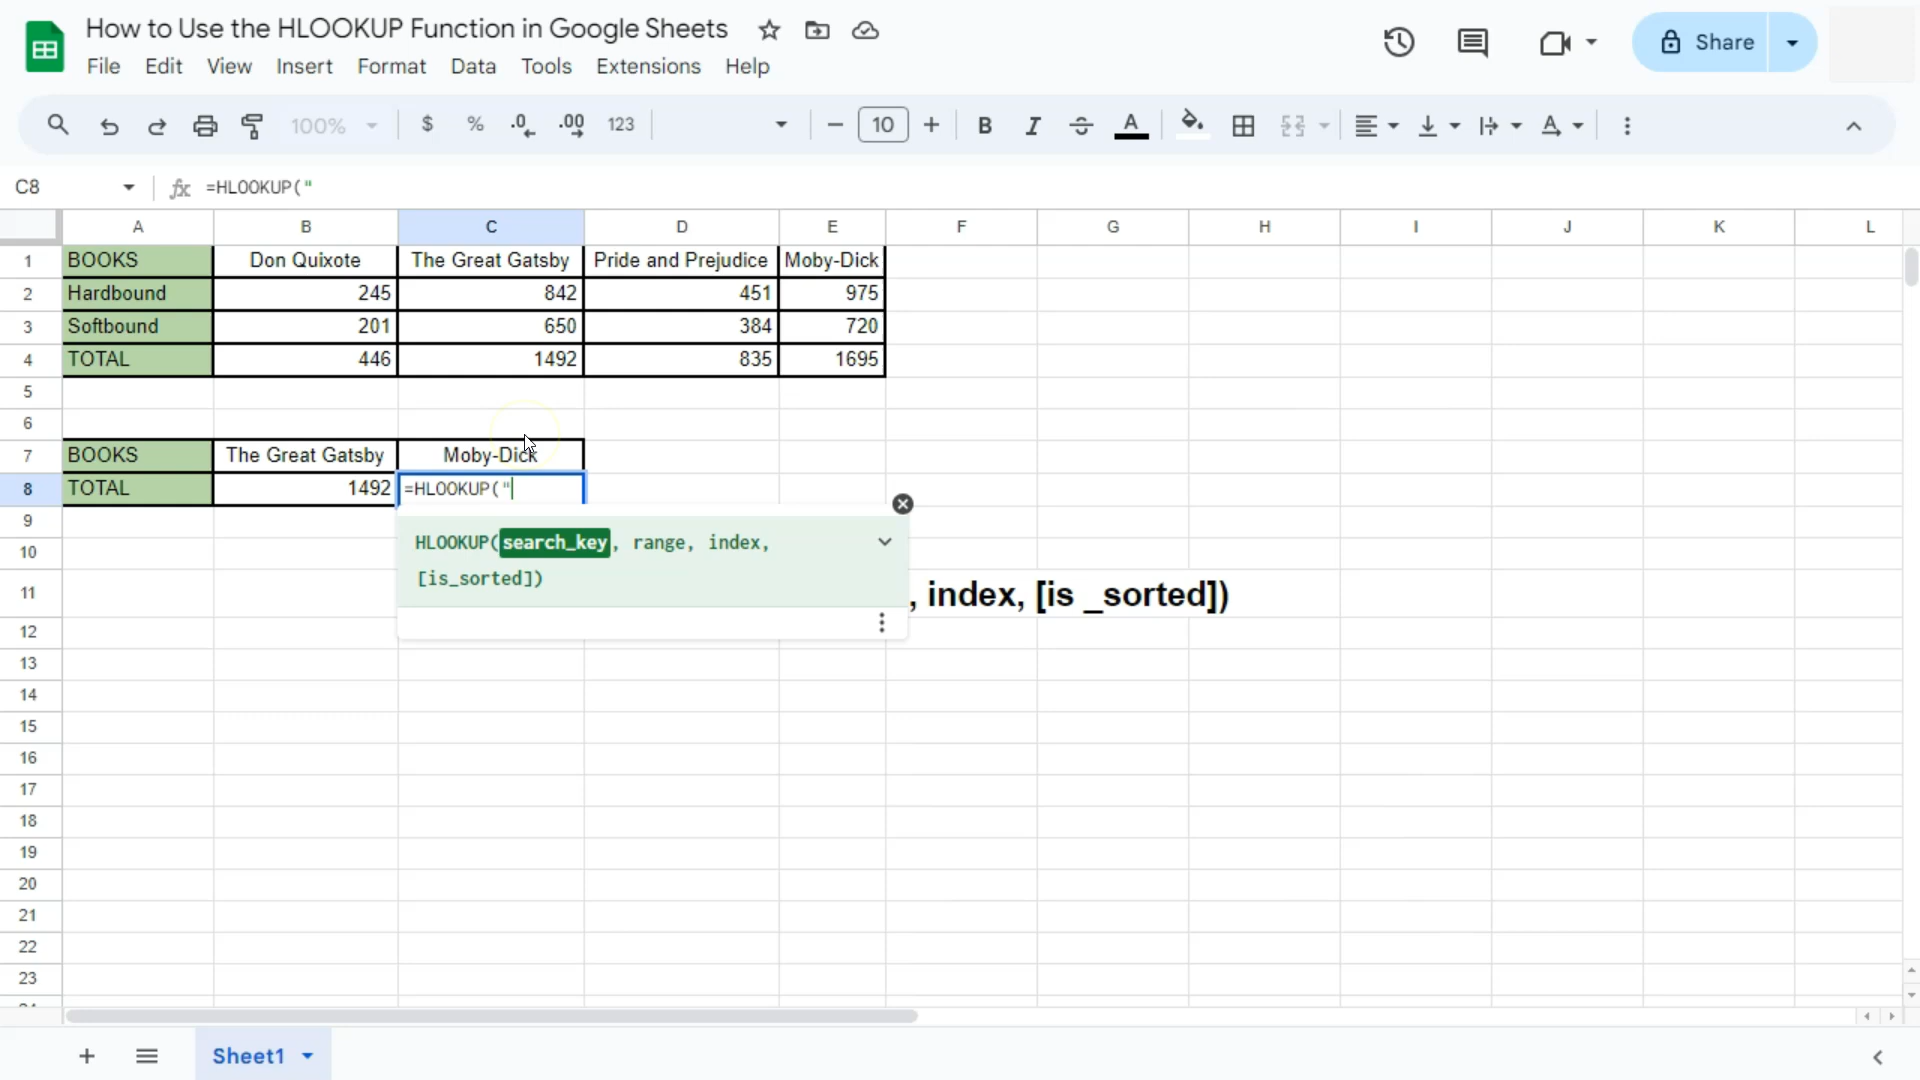 How to Use the HLOOKUP Function in Google Sheets
File Edit View Insert Format Data Tools Extensions Help
Share
100% $ % .0 .00 123 10 B I A
C8 fx =HLOOKUP("
A B C D E F G H I J K L
1 BOOKS Don Quixote The Great Gatsby Pride and Prejudice Moby-Dick
2 Hardbound 245 842 451 975
3 Softbound 201 650 384 720
4 TOTAL 446 1492 835 1695
5
6
7 BOOKS The Great Gatsby Moby-Dick
8 TOTAL 1492 =HLOOKUP("
9
HLOOKUP(search_key, range, index,
10
[is_sorted])
11 , index, [is _sorted])
12
13
14
15
16
17
18
19
20
21
22
23
Sheet1